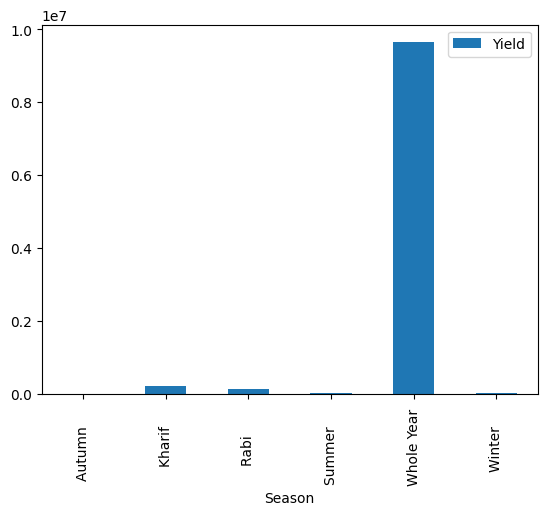 1e7
1.0
0.8
0.6
0.4
0.2
0.0
Yield
Autumn
Kharif
Rabi
Summer
Whole Year
Winter
Season